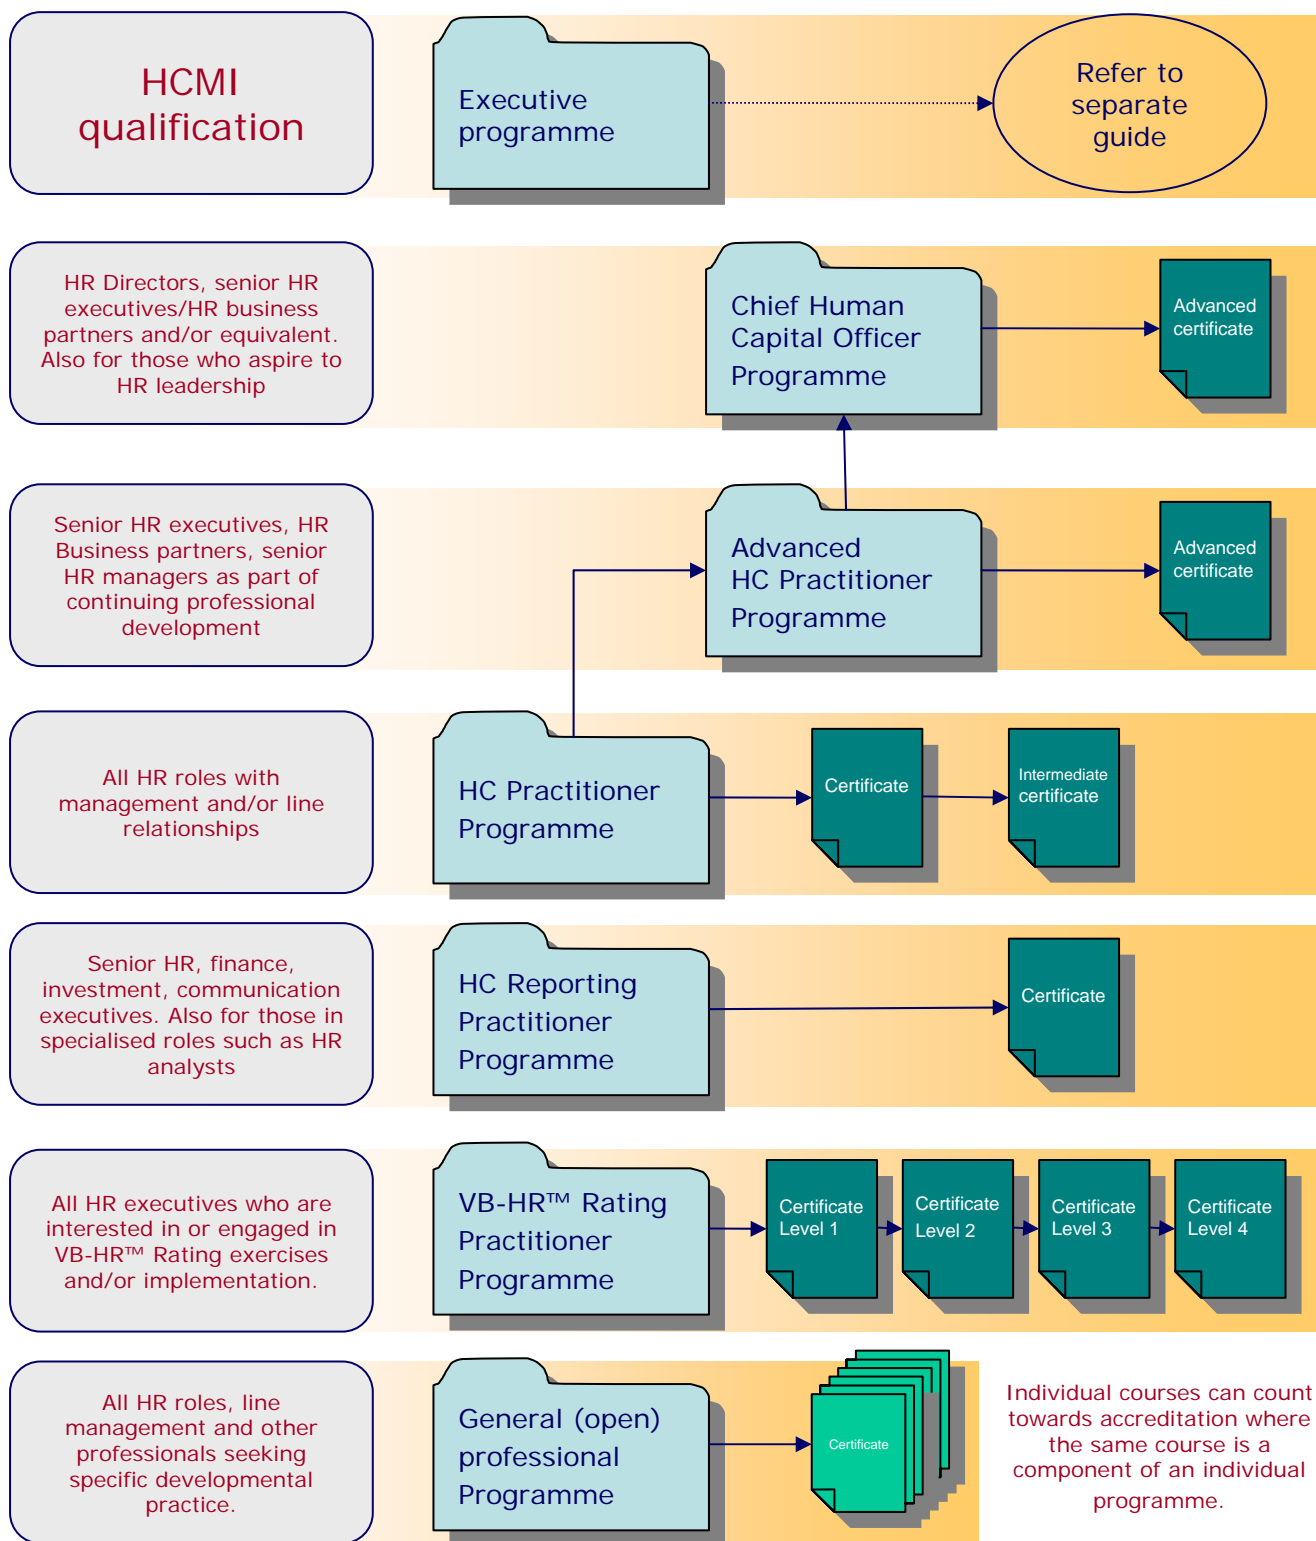 HCMI
qualification
Executive
programme
Refer to
separate
guide
HR Directors, senior HR
executives/HR business
partners and/or equivalent.
Also for those who aspire to
HR leadership
Chief Human
Capital Officer
Programme
Advanced
certificate
Senior HR executives, HR
Business partners, senior
HR managers as part of
continuing professional
development
Advanced
HC Practitioner
Programme
Advanced
certificate
All HR roles with
management and/or line
relationships
HC Practitioner
Programme
Certificate
Intermediate
certificate
Senior HR, finance,
investment, communication
executives. Also for those in
specialised roles such as HR
analysts
HC Reporting
Practitioner
Programme
Certificate
All HR executives who are
interested in or engaged in
VB-HR™ Rating exercises
and/or implementation.
VB-HR™ Rating
Practitioner
Programme
Certificate
Level 1
Certificate
Level 2
Certificate
Level 3
Certificate
Level 4
All HR roles, line
management and other
professionals seeking
specific developmental
practice.
General (open)
professional
Programme
Certificate
Individual courses can count
towards accreditation where
the same course is a
component of an individual
programme.